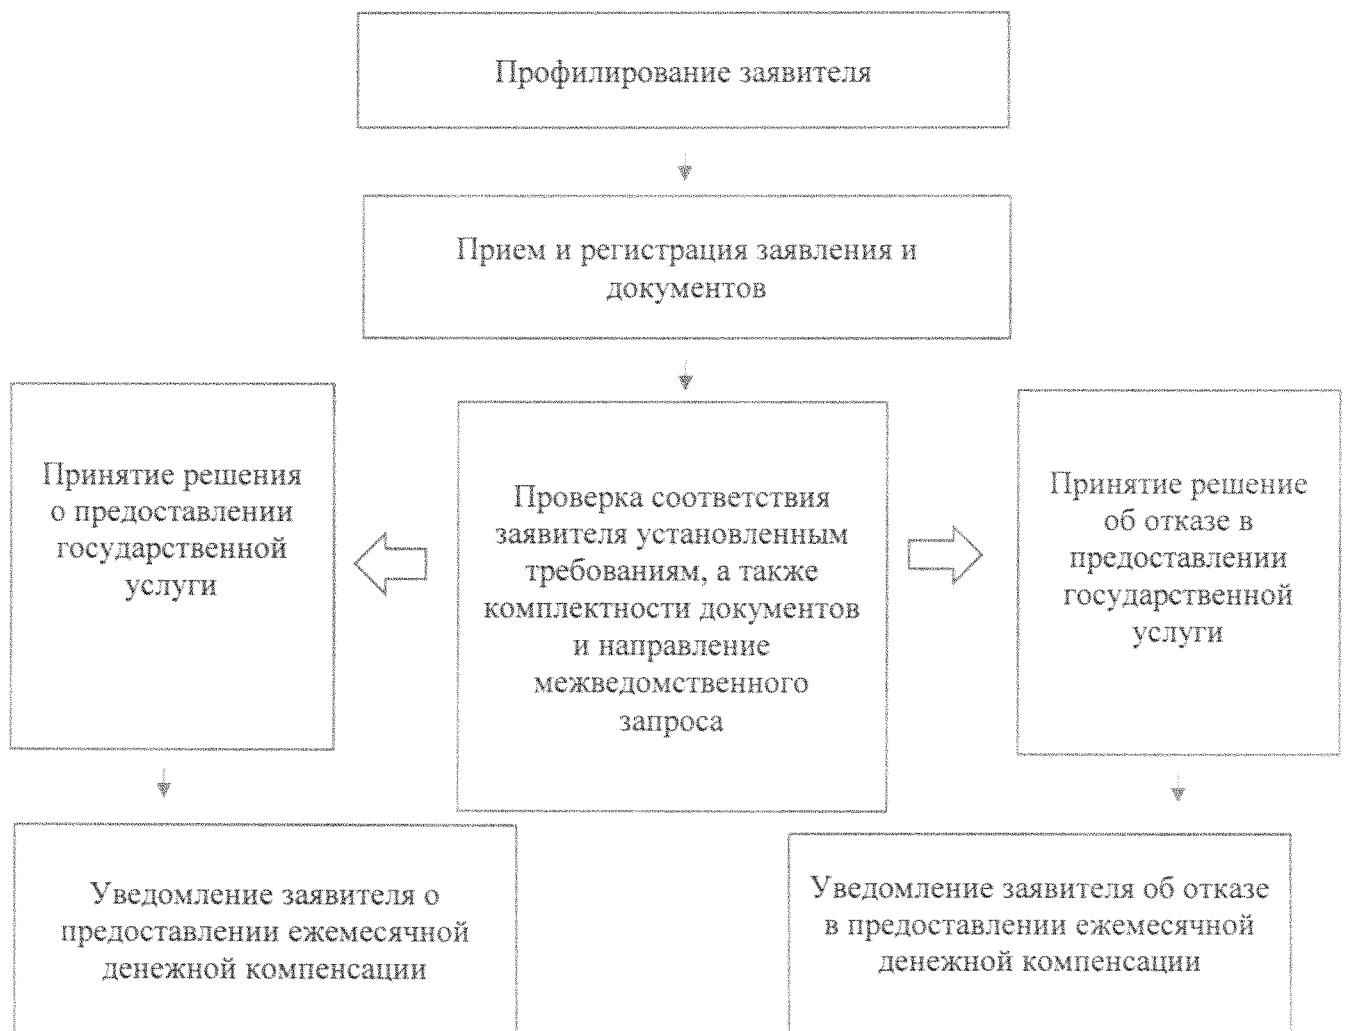 Профилирование заявителя
Прием и регистрация заявления и
документов
Принятие решения
о предоставлении
государственной
услуги
Проверка соответствия
заявителя установленным
требованиям, а также
комплектности документов
и направление
межведомственного
запроса
Принятие решение
об отказе в
предоставлении
государственной
услуги
Уведомление заявителя о
предоставлении ежемесячной
денежной компенсации
Уведомление заявителя об отказе
в предоставлении ежемесячной
денежной компенсации